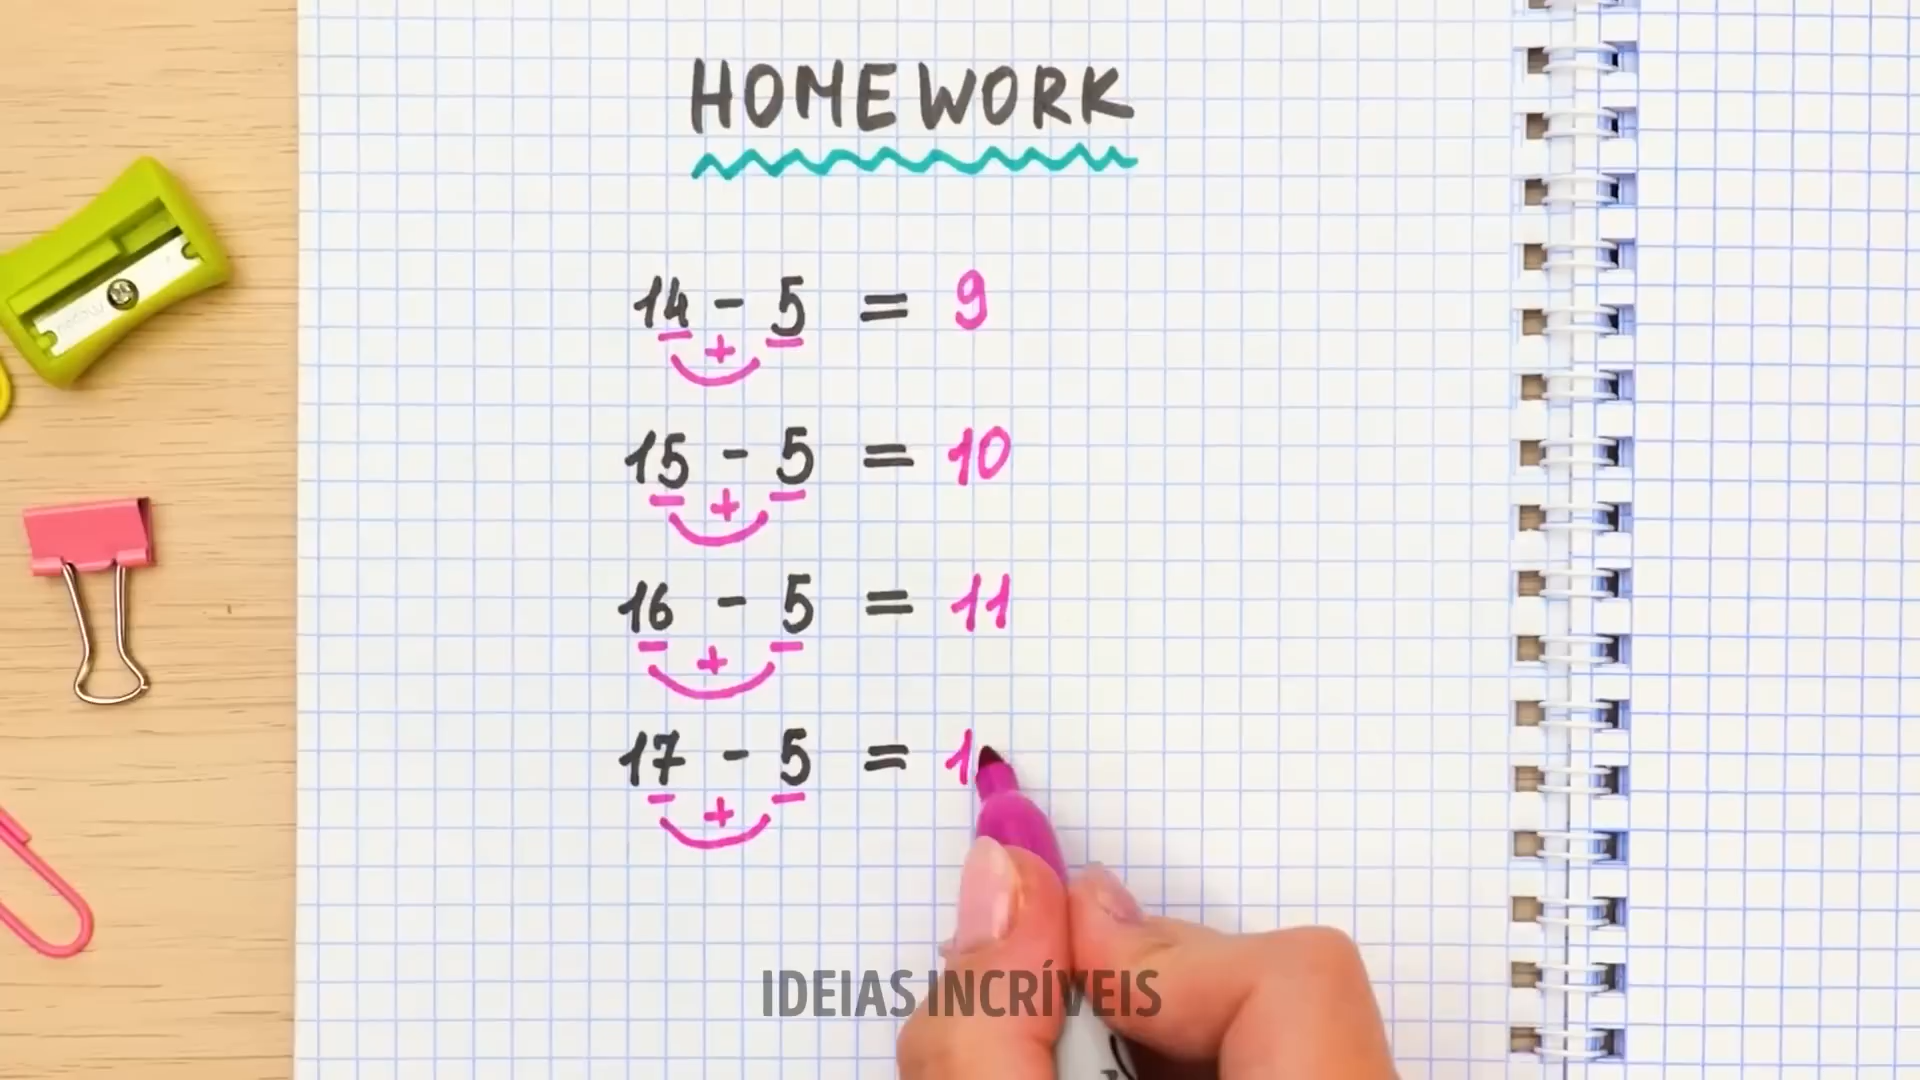 HOMEWORK
14 - 5 = 9
+
15 - 5 = 10
+
16 - 5 = 11
+
17 - 5 = 1
+
IDEIAS INCRÍVEIS